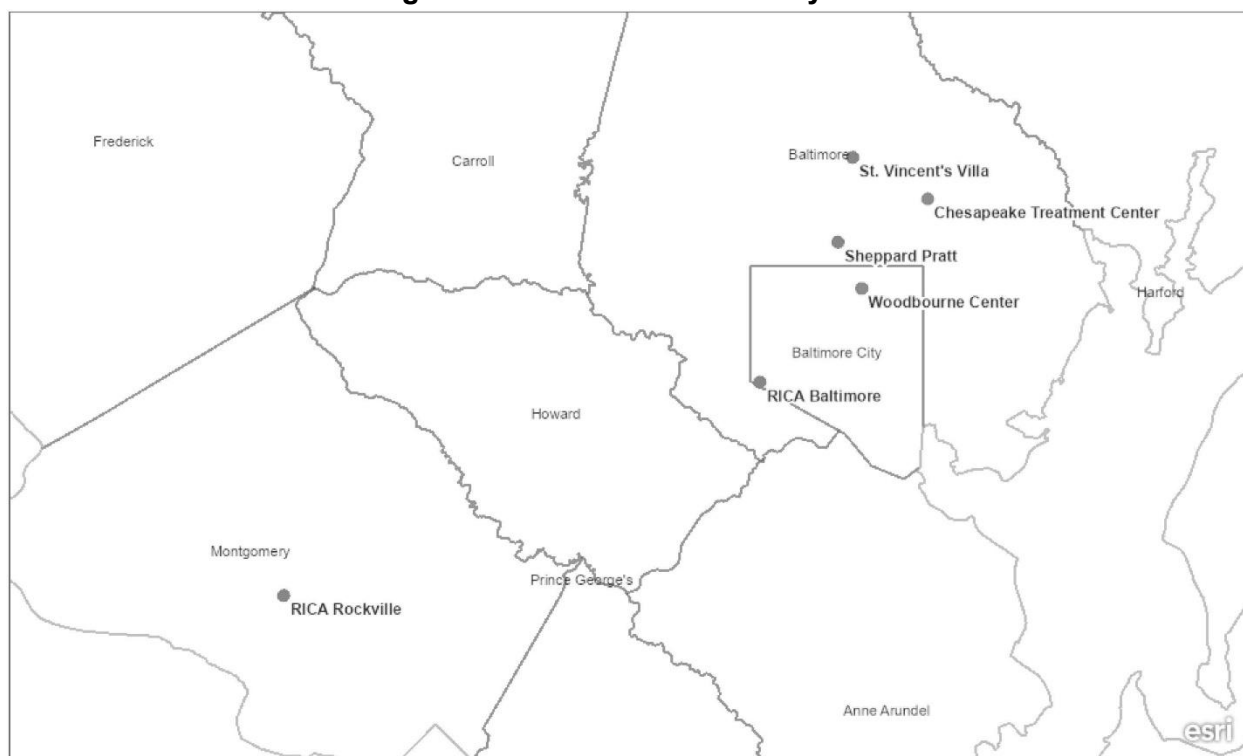 Frederick
Carroll
Baltimore
St. Vincent's Villa
Chesapeake Treatment Center
Sheppard Pratt
Harford
Woodbourne Center
Baltimore City
RICA Baltimore
Howard
Montgomery
Prince George's
RICA Rockville
Anne Arundel
esri